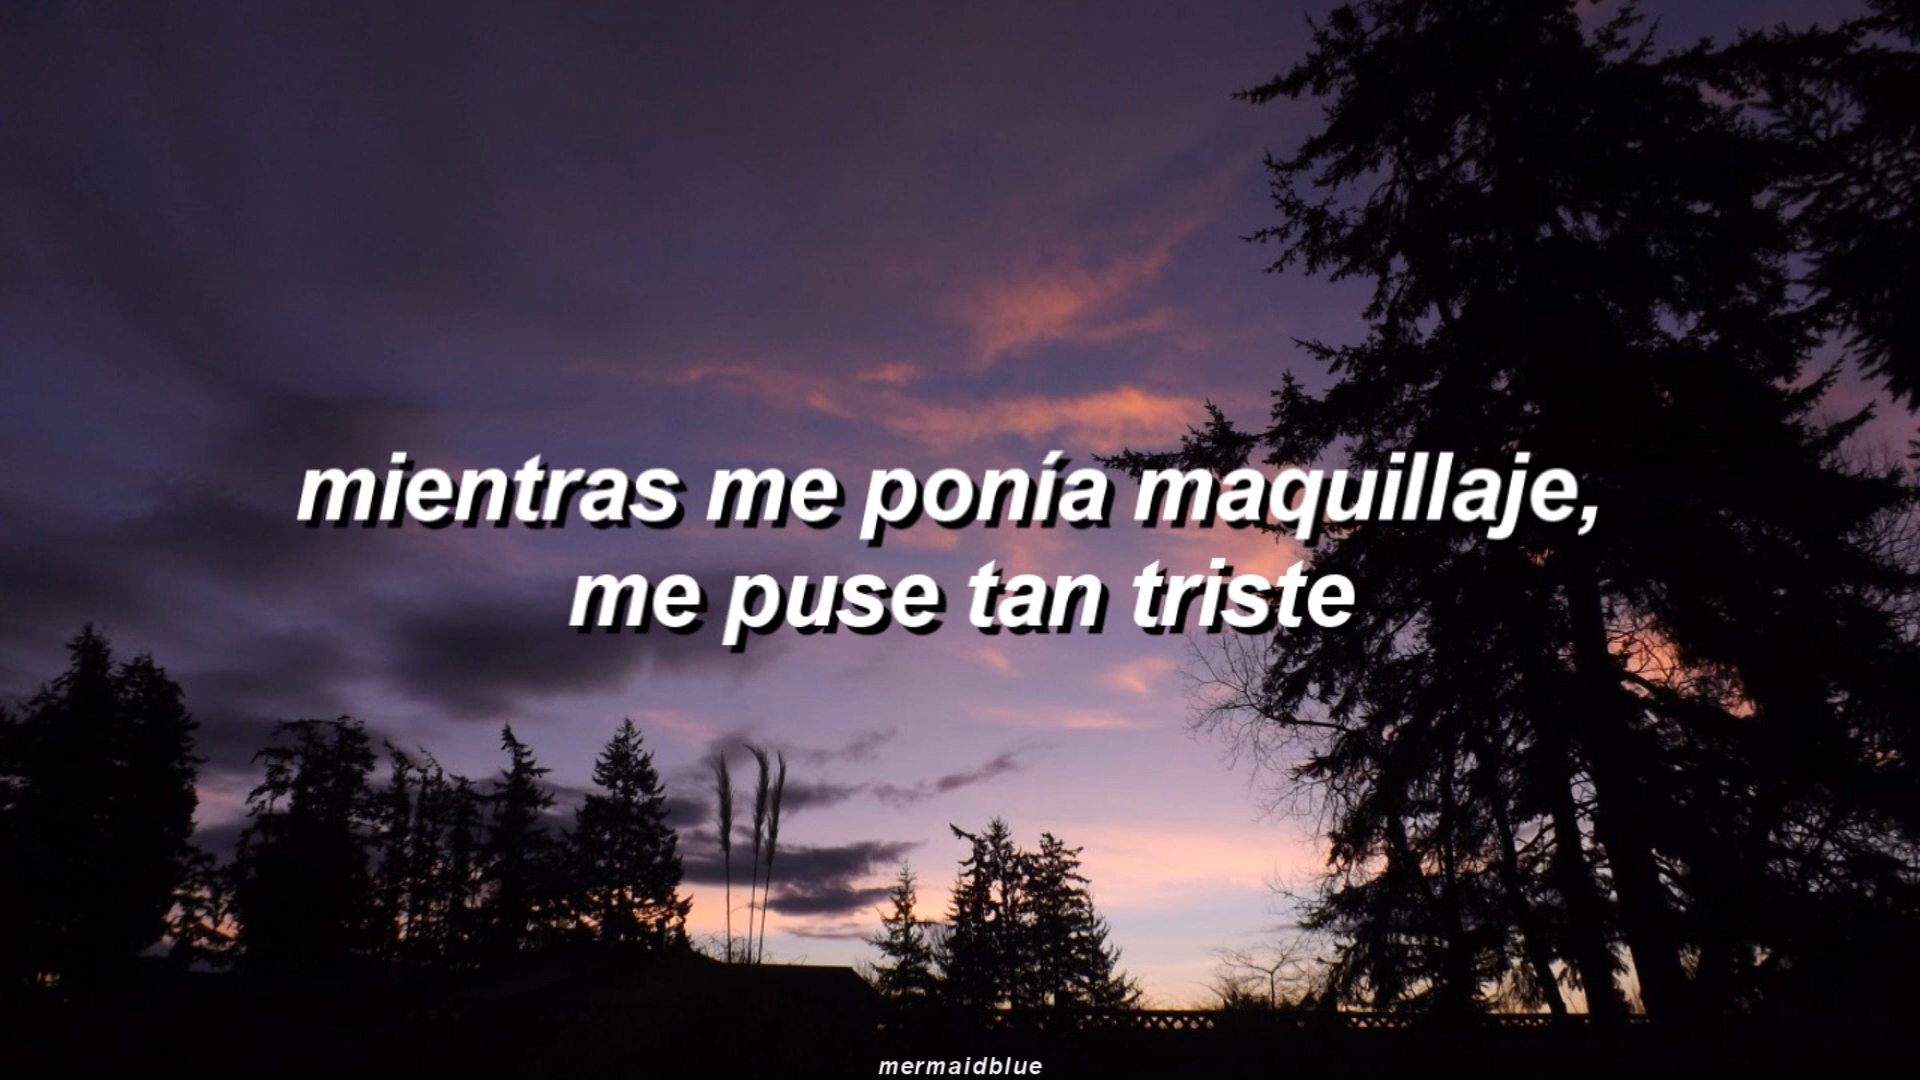 mientras me ponía maquillaje,
me puse tan triste
mermaidblue